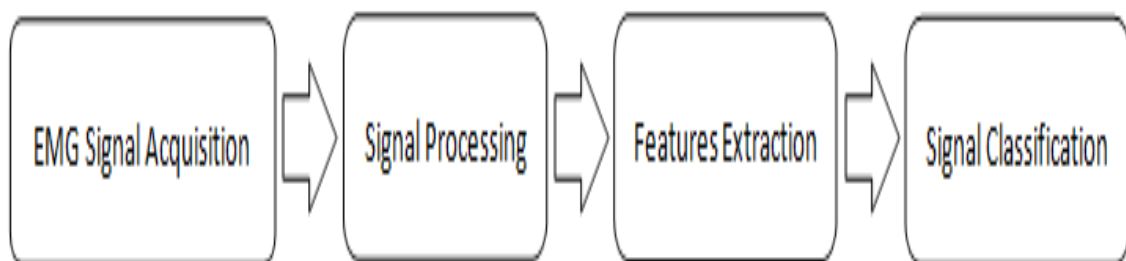 EMG Signal Acquisition
Signal Processing
Features Extraction
Signal Classification